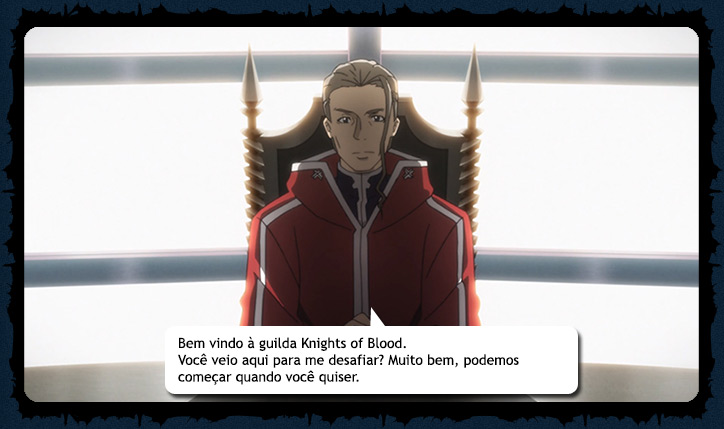 Bem vindo à guilda Knights of Blood.
Você veio aqui para me desafiar? Muito bem, podemos
começar quando você quiser.